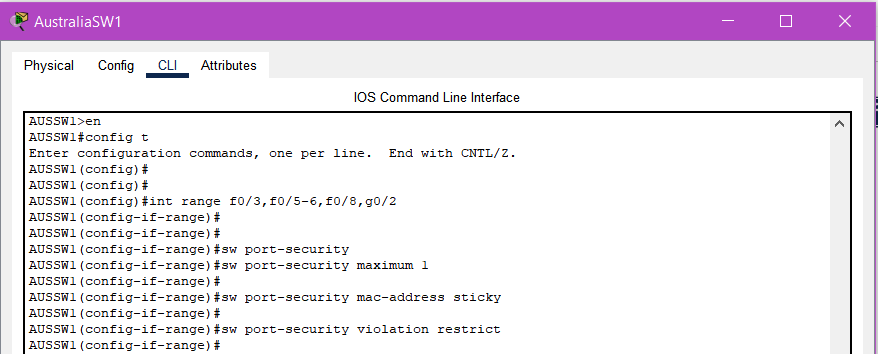 AustraliaSW1
Physical Config CLI Attributes
IOS Command Line Interface
AUSSW1>en
AUSSW1#config t
Enter configuration commands, one per line.  End with CNTL/Z.
AUSSW1(config)#
AUSSW1(config)#
AUSSW1(config)#int range f0/3,f0/5-6,f0/8,g0/2
AUSSW1(config-if-range)#
AUSSW1(config-if-range)#
AUSSW1(config-if-range)#sw port-security
AUSSW1(config-if-range)#sw port-security maximum 1
AUSSW1(config-if-range)#
AUSSW1(config-if-range)#sw port-security mac-address sticky
AUSSW1(config-if-range)#
AUSSW1(config-if-range)#sw port-security violation restrict
AUSSW1(config-if-range)#